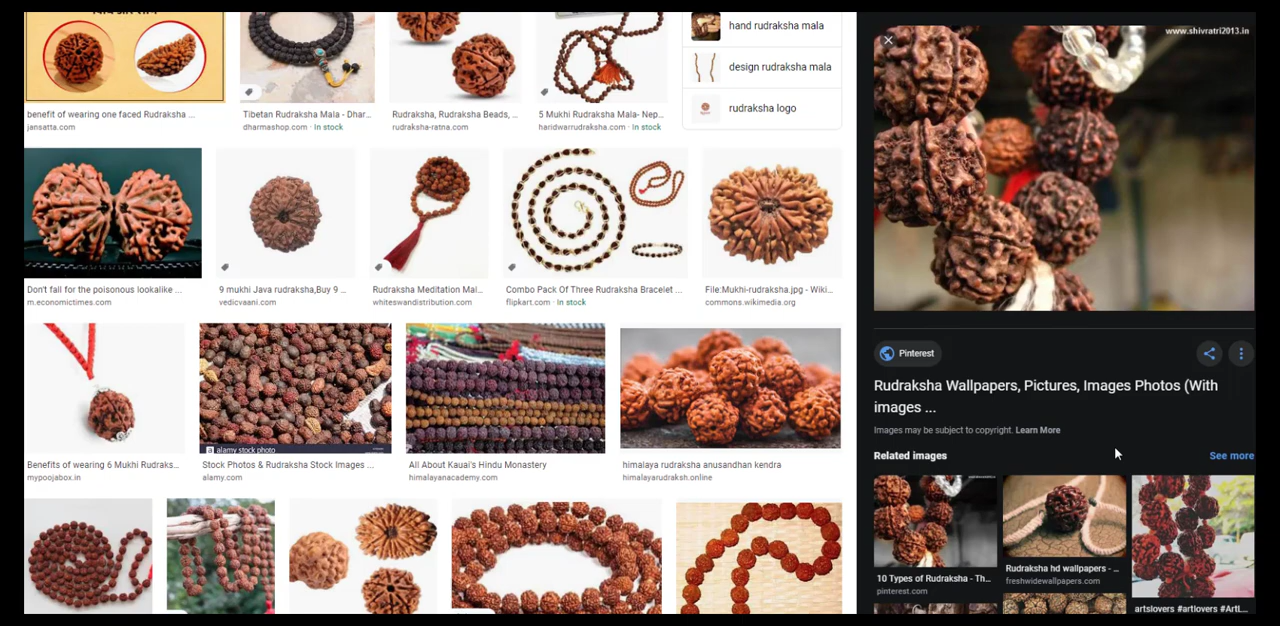 hand rudraksha mala
design rudraksha mala
rudraksha logo
benefit of wearing one faced Rudraksha ...
jansatta.com
Tibetan Rudraksha Mala - Dhar...
dharmashop.com · In stock
Rudraksha, Rudraksha Beads, ...
rudraksha-ratna.com
5 Mukhi Rudraksha Mala- Nep...
haridwarrudraksha.com · In stock
Don't fall for the poisonous lookalike ...
m.economictimes.com
9 mukhi Java rudraksha,Buy 9 ...
vedicvaani.com
Rudraksha Meditation Mal...
whiteswandistribution.com
Combo Pack Of Three Rudraksha Bracelet ...
flipkart.com · In stock
File:Mukhi-rudraksha.jpg - Wiki...
commons.wikimedia.org
a alamy stock photo
Benefits of wearing 6 Mukhi Rudraks...
mypoojabox.in
Stock Photos & Rudraksha Stock Images ...
alamy.com
All About Kauai's Hindu Monastery
himalayanacademy.com
himalaya rudraksha anusandhan kendra
himalayarudraksh.online
www.shivratri2013.in
Pinterest
Rudraksha Wallpapers, Pictures, Images Photos (With
images ...
Images may be subject to copyright. Learn More
Related images
See more
10 Types of Rudraksha - Th...
pinterest.com
Rudraksha hd wallpapers - ...
freshwidewallpapers.com
artslovers #artlovers #ArtL...